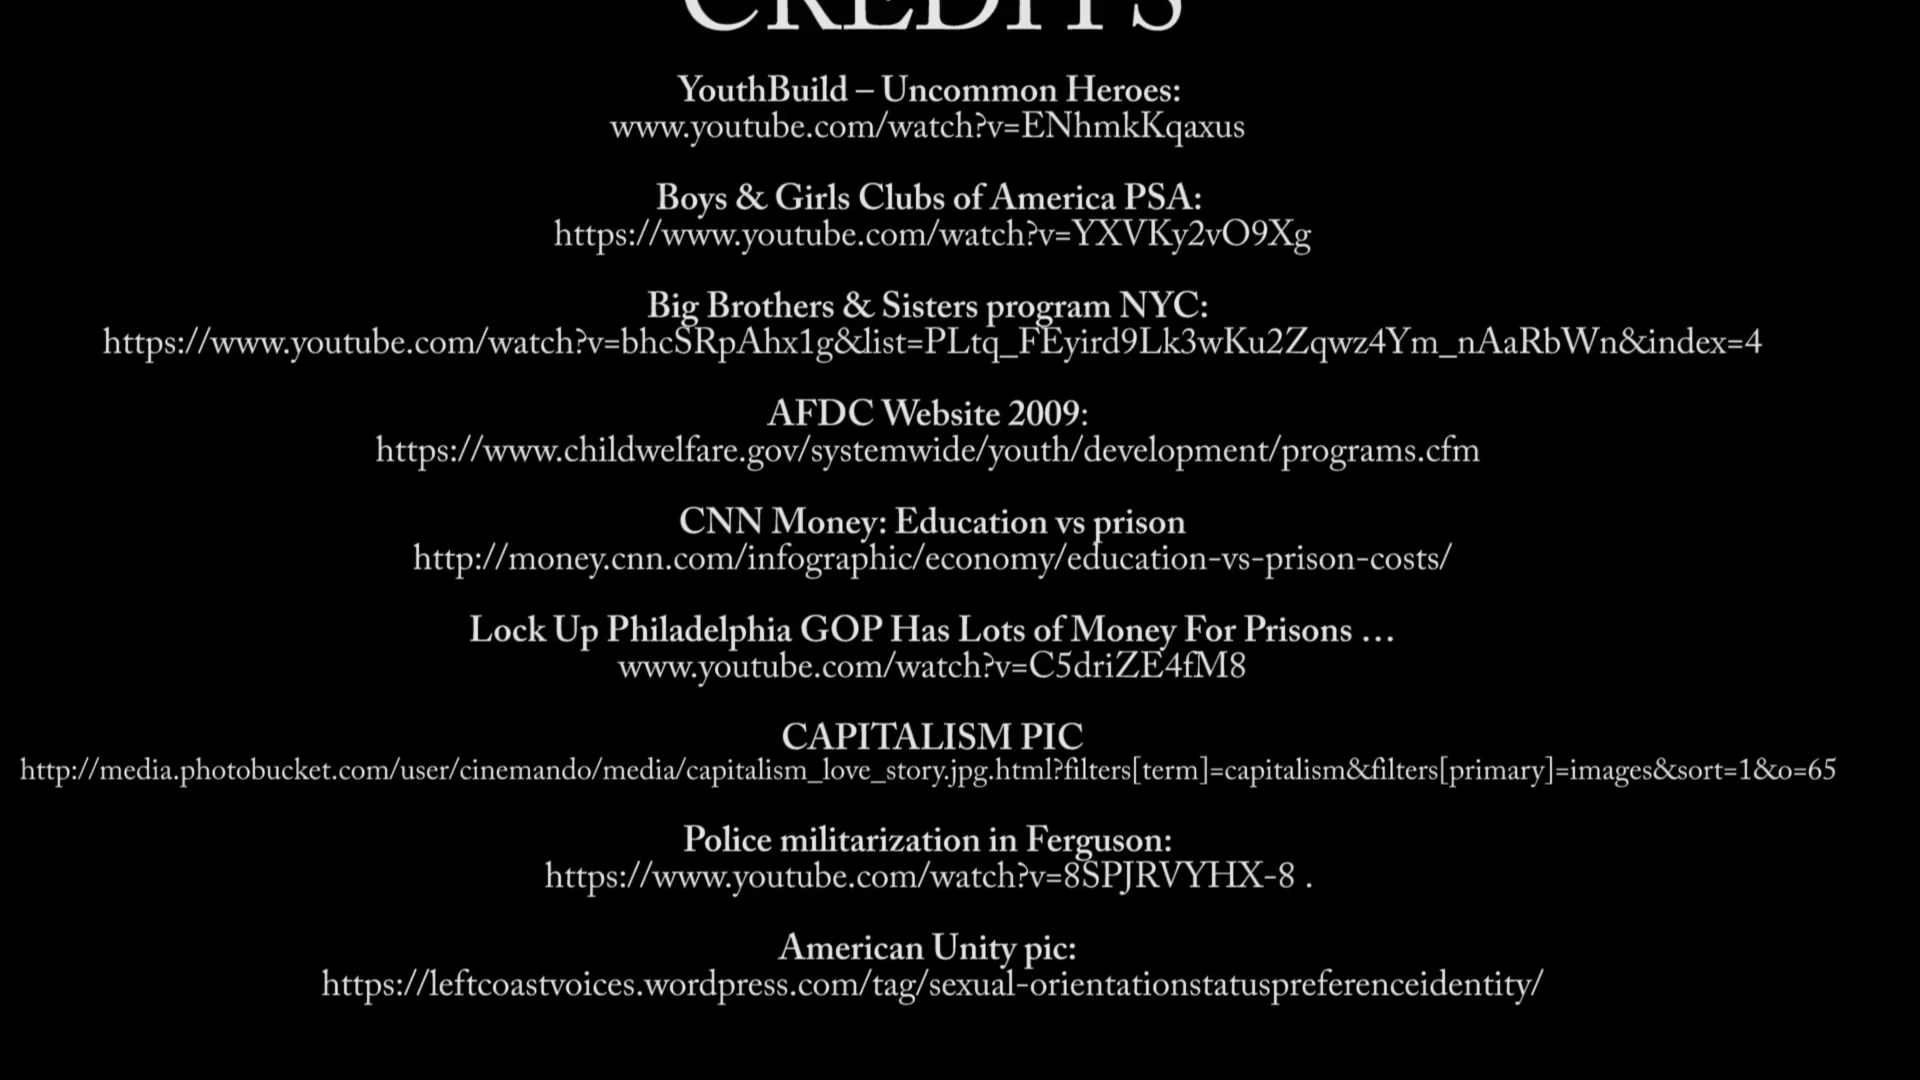 CREDITS
YouthBuild – Uncommon Heroes:
www.youtube.com/watch?v=ENhmkKqaxus
Boys & Girls Clubs of America PSA:
https://www.youtube.com/watch?v=YXVKy2vO9Xg
Big Brothers & Sisters program NYC:
https://www.youtube.com/watch?v=bhcSRpAhx1g&list=PLtq_FEyird9Lk3wKu2Zqwz4Ym_nAaRbWn&index=4
AFDC Website 2009:
https://www.childwelfare.gov/systemwide/youth/development/programs.cfm
CNN Money: Education vs prison
http://money.cnn.com/infographic/economy/education-vs-prison-costs/
Lock Up Philadelphia GOP Has Lots of Money For Prisons ...
www.youtube.com/watch?v=C5driZE4fM8
CAPITALISM PIC
http://media.photobucket.com/user/cinemando/media/capitalism_love_story.jpg.html?filters[term]=capitalism&filters[primary]=images&sort=1&o=65
Police militarization in Ferguson:
https://www.youtube.com/watch?v=8SPJRVYHX-8 .
American Unity pic:
https://leftcoastvoices.wordpress.com/tag/sexual-orientationstatuspreferenceidentity/